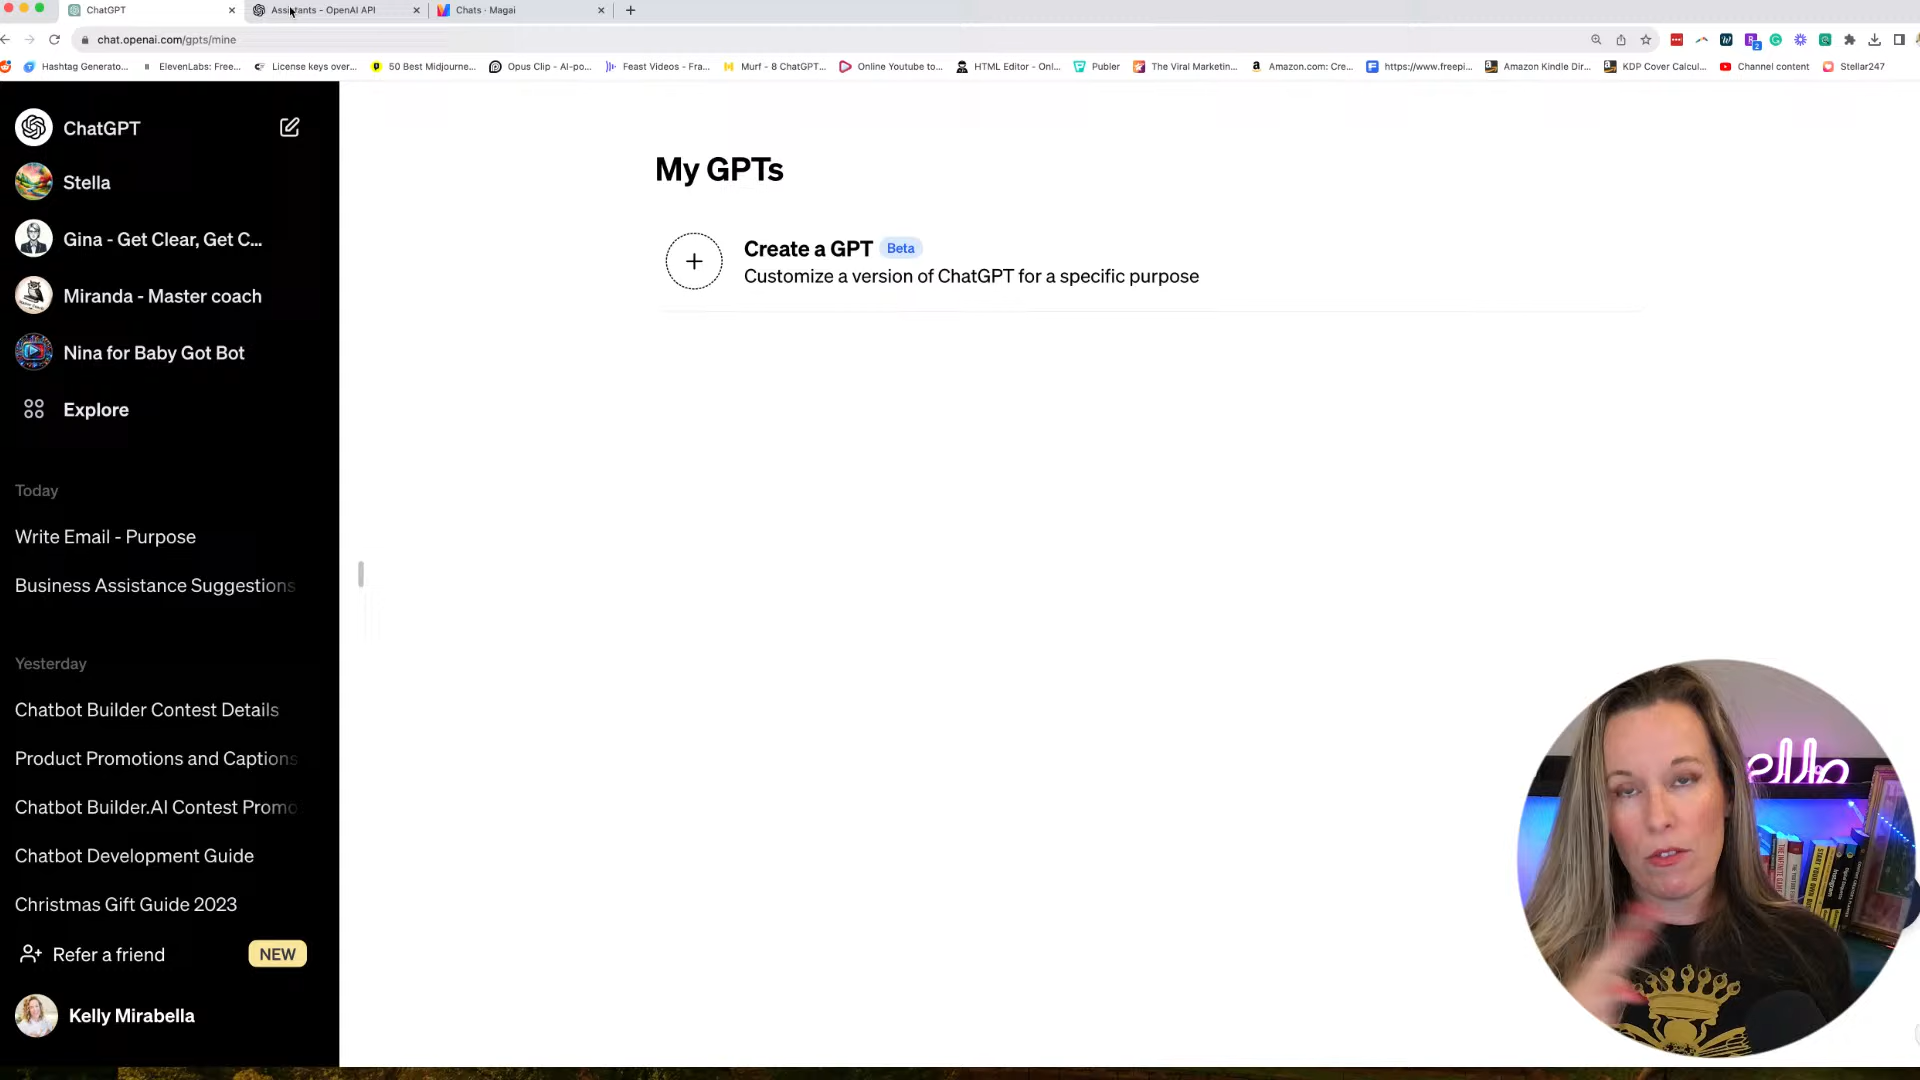 ChatGPT
Assistants - OpenAI API
Chats · Magai
chat.openai.com/gpts/mine
Hashtag Generato...
ElevenLabs: Free...
License keys over...
50 Best Midjourne...
Opus Clip - AI-po...
Feast Videos - Fra...
Murf - 8 ChatGPT...
Online Youtube to...
HTML Editor - Onl...
Publer
The Viral Marketin...
Amazon.com: Cre...
https://www.freepi...
Amazon Kindle Dir...
KDP Cover Calcul...
Channel content
Stellar247
ChatGPT
Stella
Gina - Get Clear, Get C...
Miranda - Master coach
Nina for Baby Got Bot
Explore
Today
Write Email - Purpose
Business Assistance Suggestions
Yesterday
Chatbot Builder Contest Details
Product Promotions and Captions
Chatbot Builder.AI Contest Promo
Chatbot Development Guide
Christmas Gift Guide 2023
Refer a friend
NEW
Kelly Mirabella
My GPTs
Create a GPT Beta
Customize a version of ChatGPT for a specific purpose